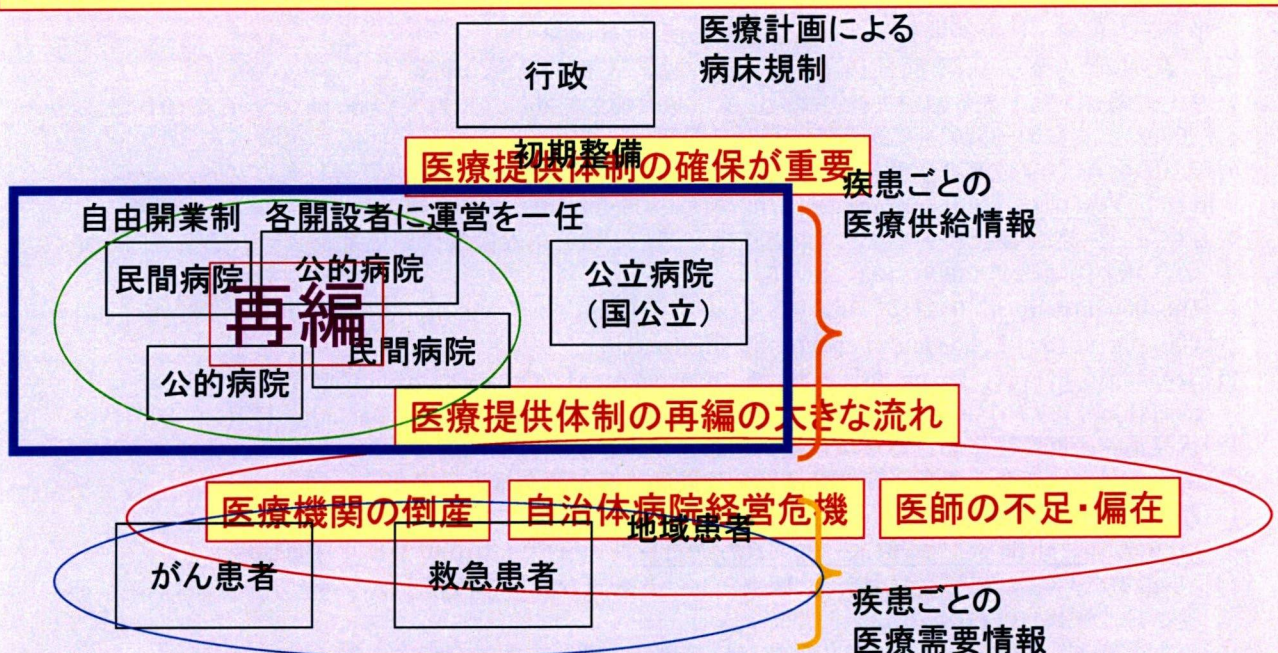 医療計画による
病床規制
行政
初期整備
医療提供体制の確保が重要
疾患ごとの
医療供給情報
自由開業制
各開設者に運営を一任
民間病院
公的病院
公立病院
(国公立)
再編
民間病院
公的病院
医療提供体制の再編の大きな流れ
医療機関の倒産
自治体病院経営危機
医師の不足・偏在
地域患者
がん患者
救急患者
疾患ごとの
医療需要情報